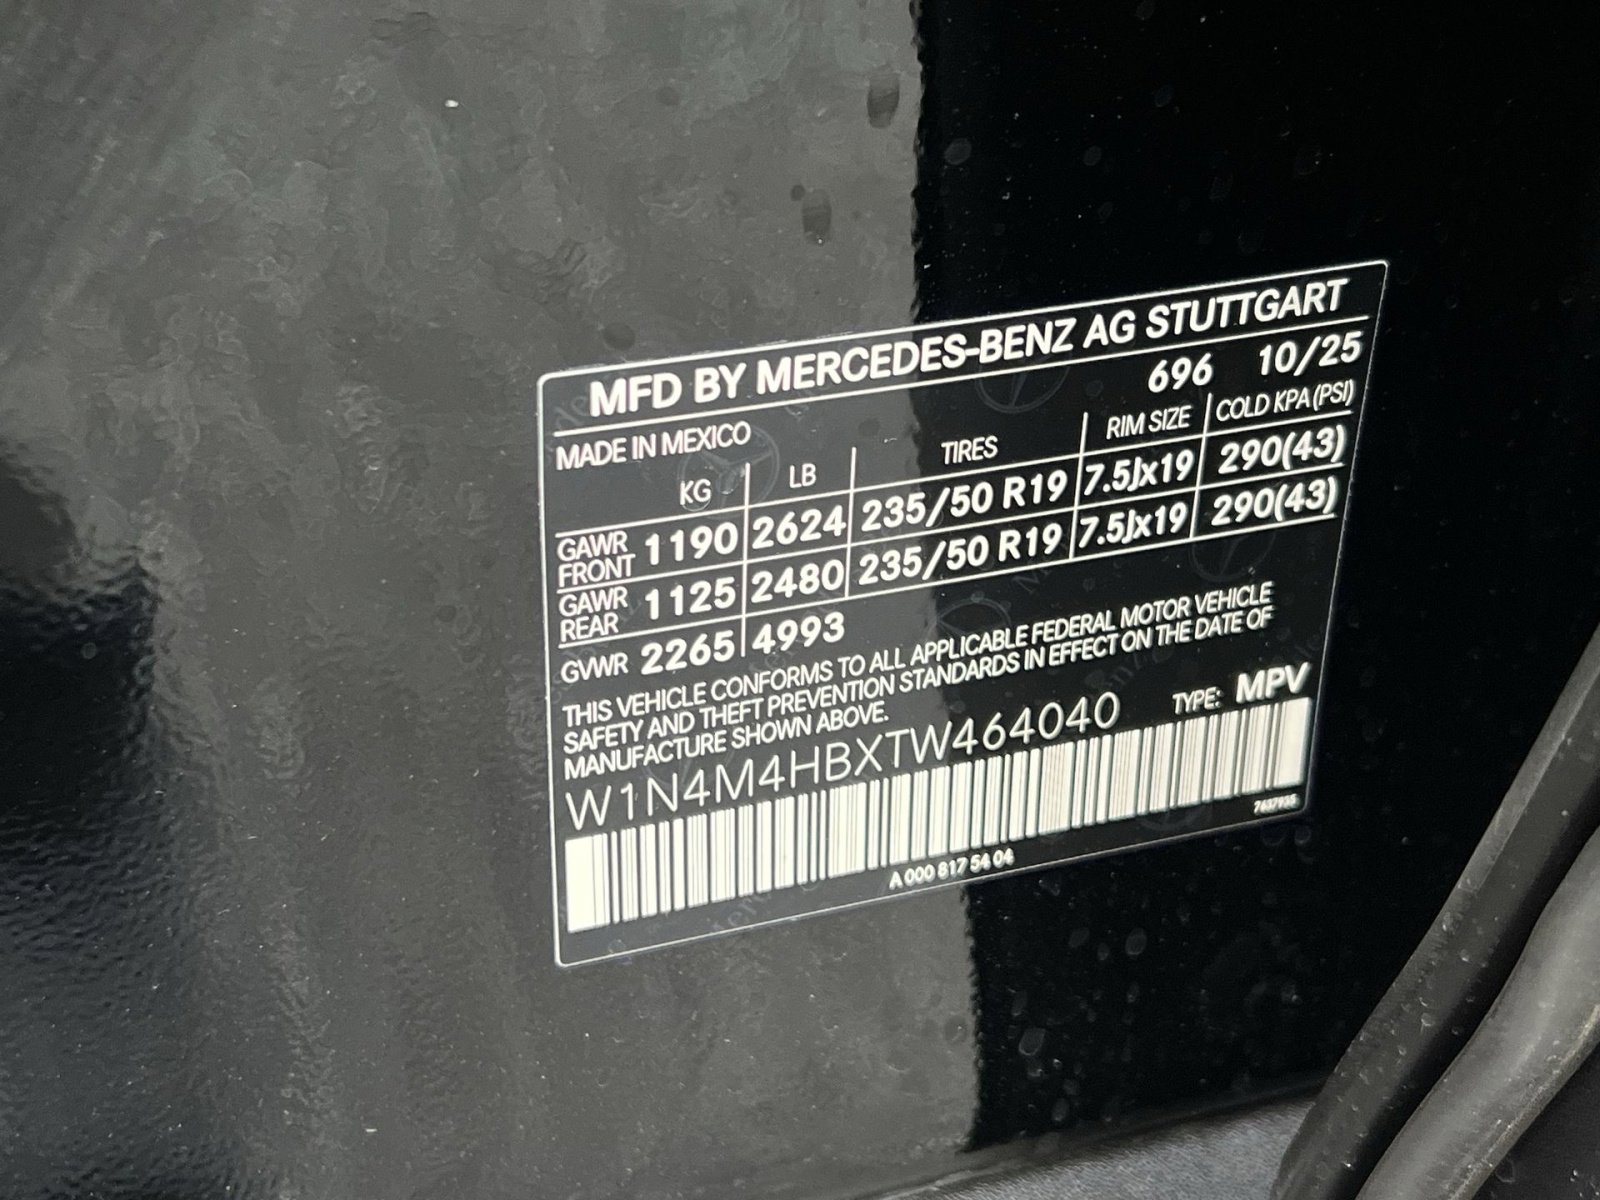 MFD BY MERCEDES-BENZ AG STUTTGART
MADE IN MEXICO 696 10/25
KG LB TIRES RIM SIZE COLD KPA (PSI)
GAWR FRONT 1190 2624 235/50 R19 7.5Jx19 290(43)
GAWR REAR 1125 2480 235/50 R19 7.5Jx19 290(43)
GVWR 2265 4993
THIS VEHICLE CONFORMS TO ALL APPLICABLE FEDERAL MOTOR VEHICLE
SAFETY AND THEFT PREVENTION STANDARDS IN EFFECT ON THE DATE OF
MANUFACTURE SHOWN ABOVE.
W1N4M4HBXTW464040 TYPE: MPV
7637935
A 000 817 54 04